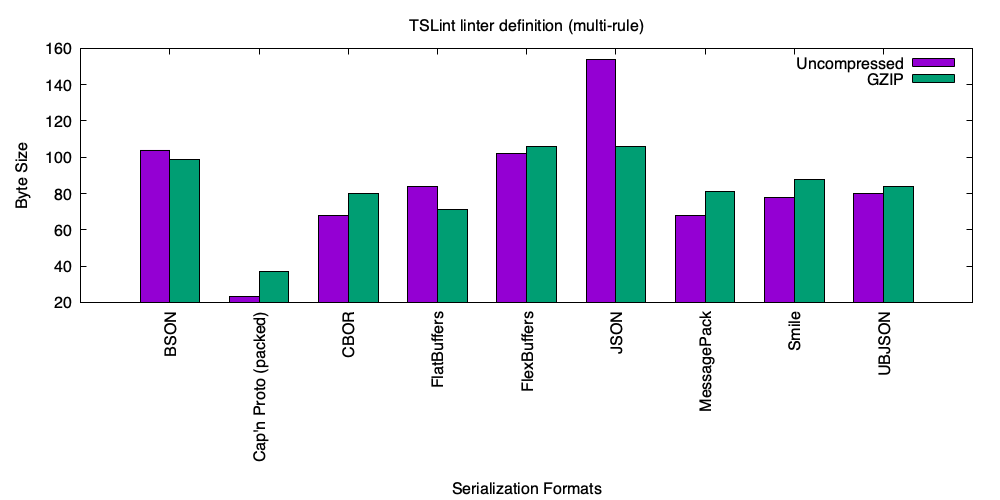 TSLint linter definition (multi-rule)
Uncompressed
GZIP
Byte Size
160
140
120
100
80
60
40
20
BSON
Cap'n Proto (packed)
CBOR
FlatBuffers
FlexBuffers
JSON
MessagePack
Smile
UBJSON
Serialization Formats